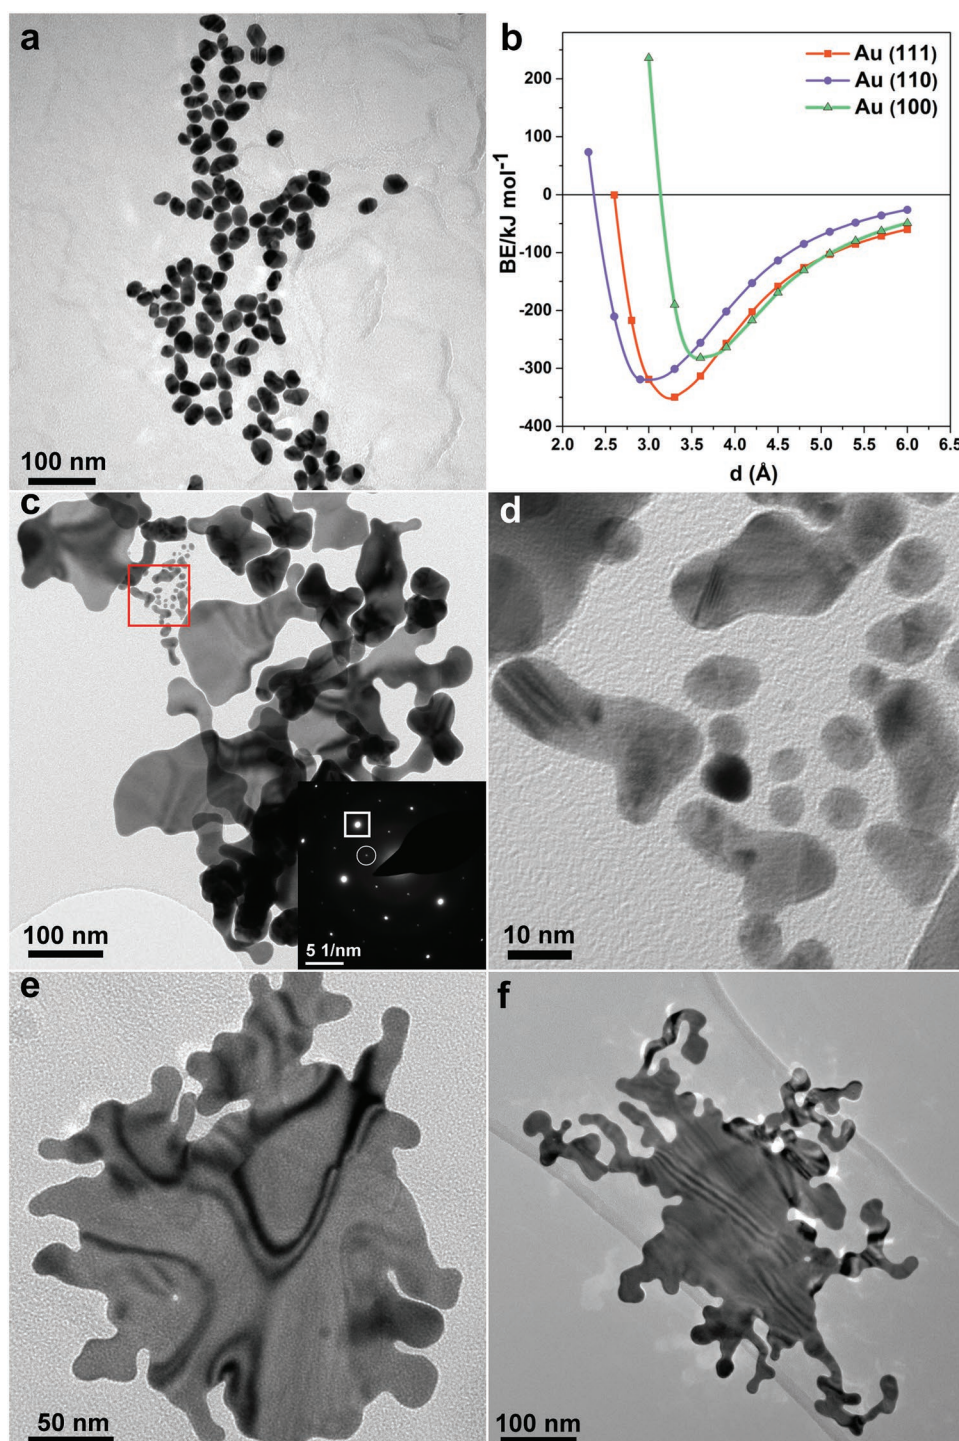 a
100 nm
b
Au (111)
Au (110)
Au (100)
BE/kJ mol⁻¹
200
100
0
-100
-200
-300
-400
2.0 2.5 3.0 3.5 4.0 4.5 5.0 5.5 6.0 6.5
d (Å)
c
100 nm
5 1/nm
d
10 nm
e
50 nm
f
100 nm